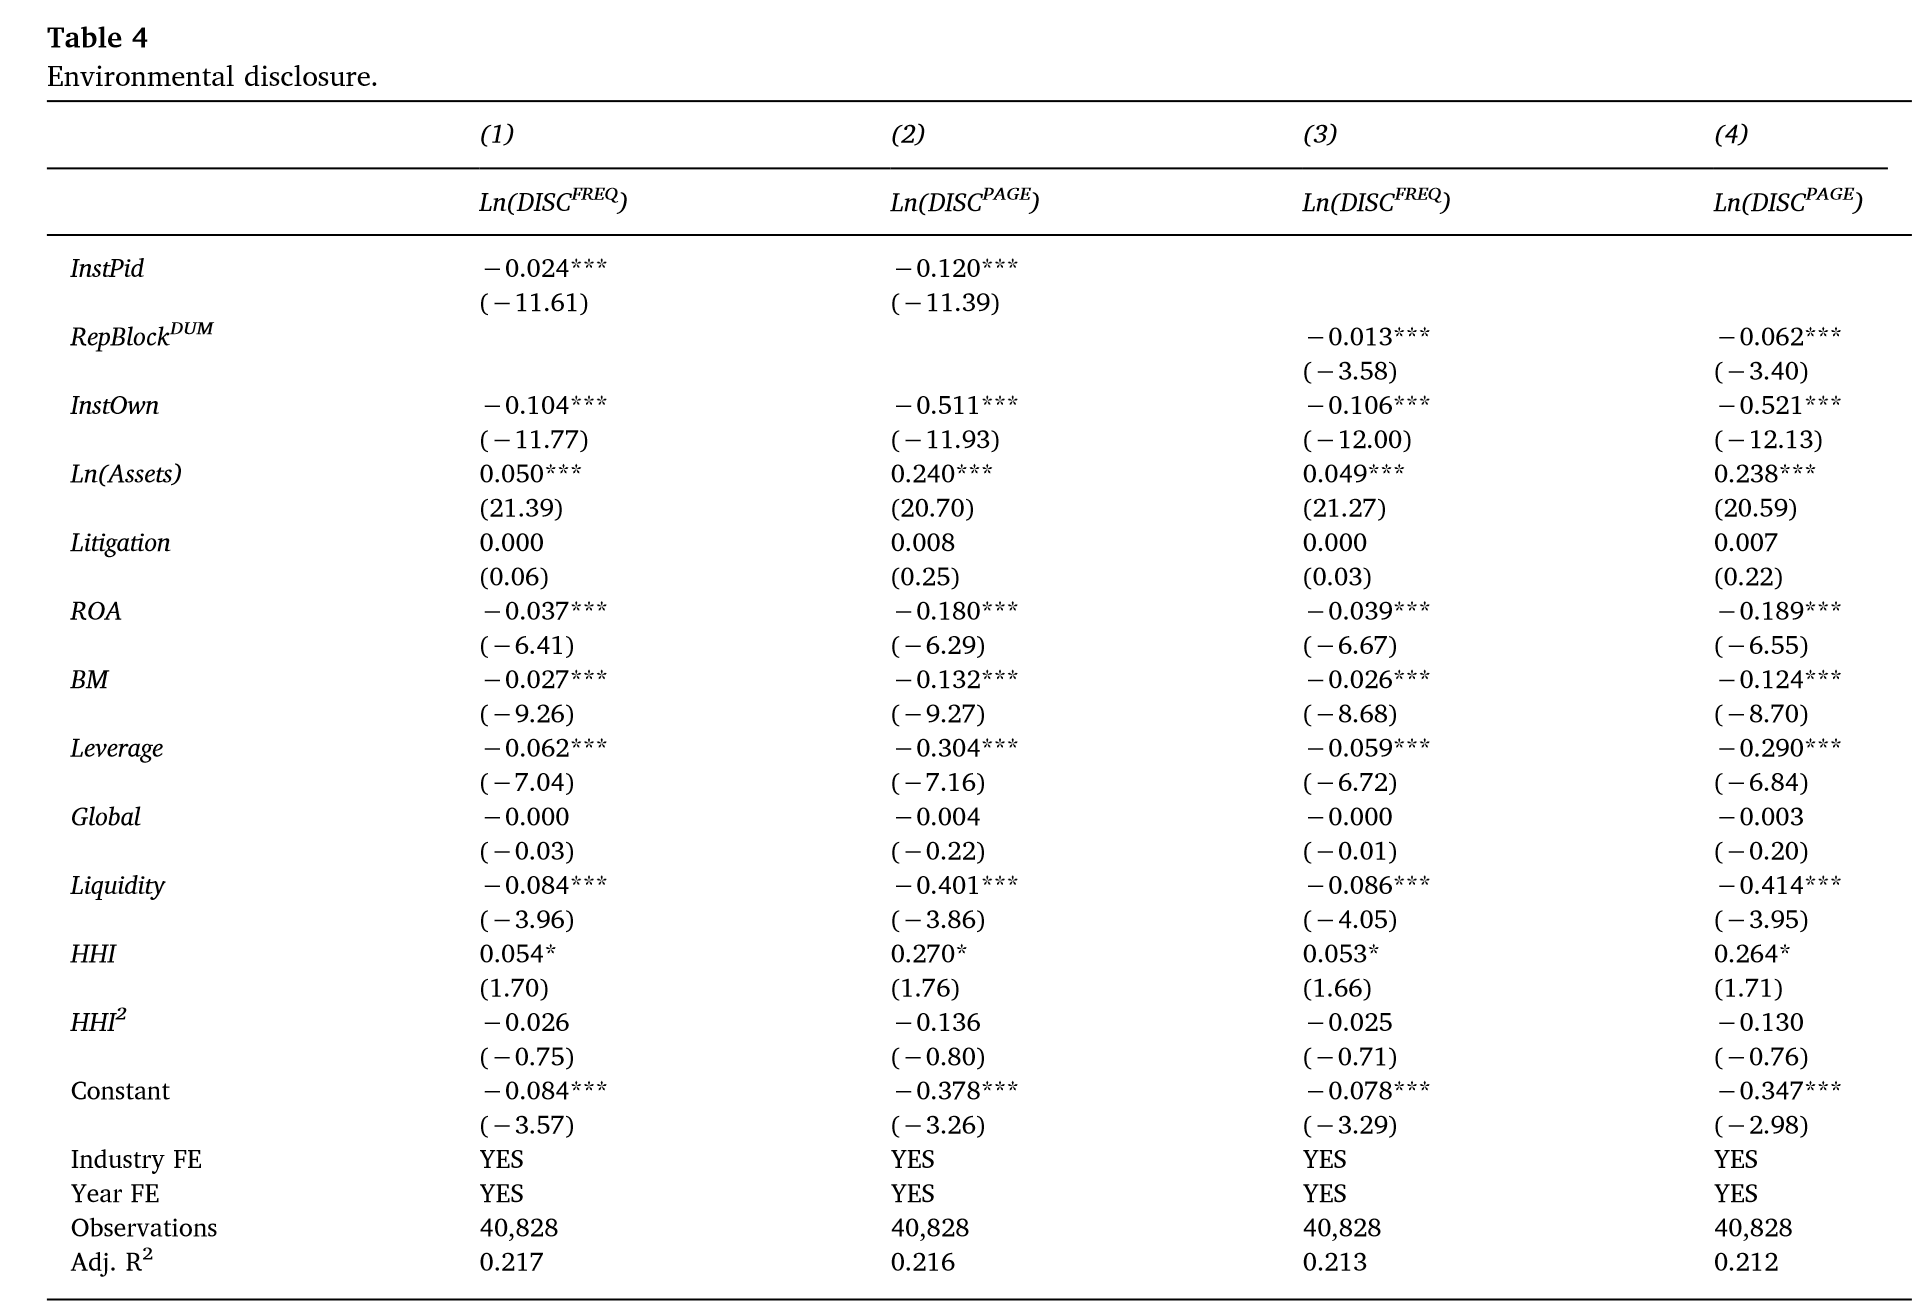 Table 4
Environmental disclosure.
(1) (2) (3) (4)
Ln(DISC^FREQ) Ln(DISC^PAGE) Ln(DISC^FREQ) Ln(DISC^PAGE)
InstPid −0.024*** −0.120***
(−11.61) (−11.39)
RepBlock^DUM −0.013*** −0.062***
(−3.58) (−3.40)
InstOwn −0.104*** −0.511*** −0.106*** −0.521***
(−11.77) (−11.93) (−12.00) (−12.13)
Ln(Assets) 0.050*** 0.240*** 0.049*** 0.238***
(21.39) (20.70) (21.27) (20.59)
Litigation 0.000 0.008 0.000 0.007
(0.06) (0.25) (0.03) (0.22)
ROA −0.037*** −0.180*** −0.039*** −0.189***
(−6.41) (−6.29) (−6.67) (−6.55)
BM −0.027*** −0.132*** −0.026*** −0.124***
(−9.26) (−9.27) (−8.68) (−8.70)
Leverage −0.062*** −0.304*** −0.059*** −0.290***
(−7.04) (−7.16) (−6.72) (−6.84)
Global −0.000 −0.004 −0.000 −0.003
(−0.03) (−0.22) (−0.01) (−0.20)
Liquidity −0.084*** −0.401*** −0.086*** −0.414***
(−3.96) (−3.86) (−4.05) (−3.95)
HHI 0.054* 0.270* 0.053* 0.264*
(1.70) (1.76) (1.66) (1.71)
HHI² −0.026 −0.136 −0.025 −0.130
(−0.75) (−0.80) (−0.71) (−0.76)
Constant −0.084*** −0.378*** −0.078*** −0.347***
(−3.57) (−3.26) (−3.29) (−2.98)
Industry FE YES YES YES YES
Year FE YES YES YES YES
Observations 40,828 40,828 40,828 40,828
Adj. R² 0.217 0.216 0.213 0.212